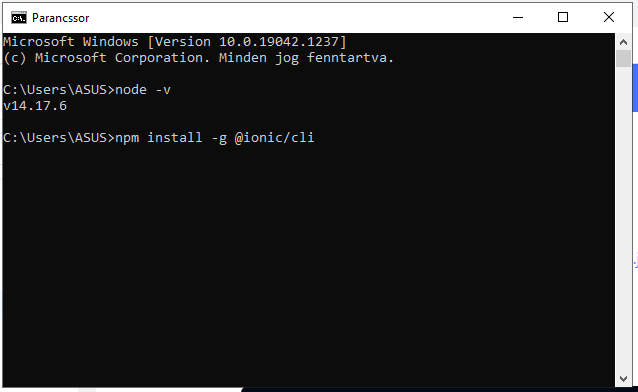 Parancssor
Microsoft Windows [Version 10.0.19042.1237]
(c) Microsoft Corporation. Minden jog fenntartva.
C:\Users\ASUS>node -v
v14.17.6
C:\Users\ASUS>npm install -g @ionic/cli